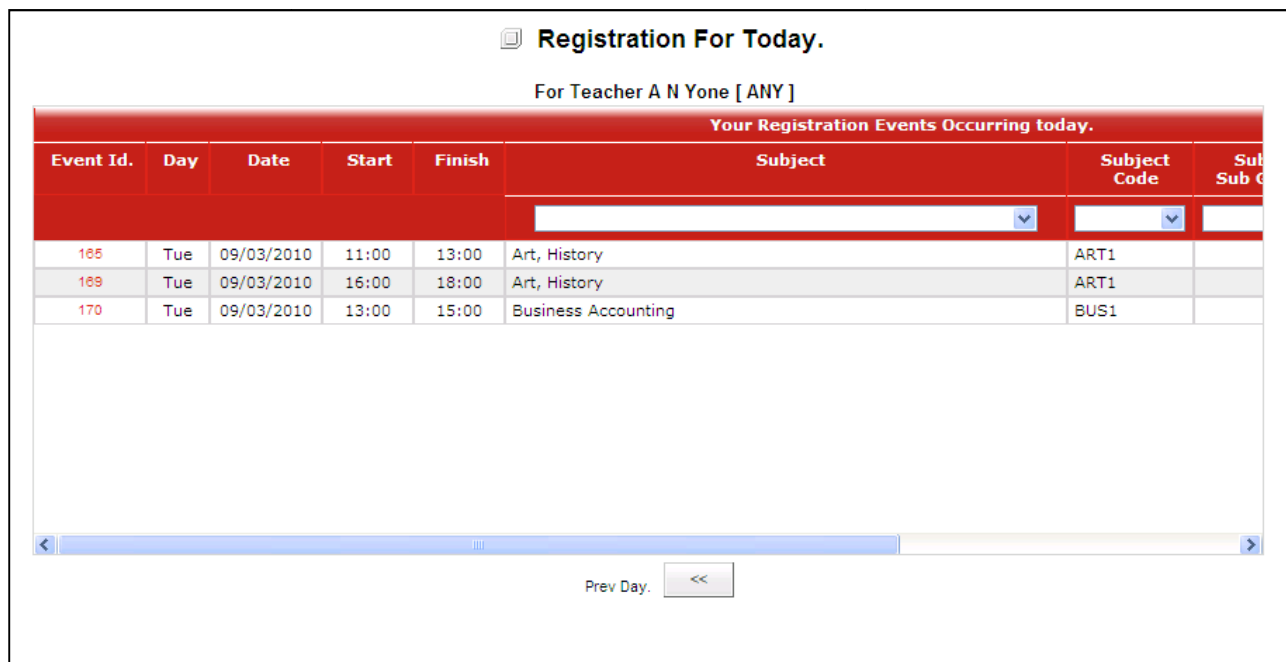 Registration For Today.
For Teacher A N Yone [ ANY ]
Your Registration Events Occurring today.
Event Id. Day Date Start Finish Subject Subject Code
Sub
165 Tue 09/03/2010 11:00 13:00 Art, History ART1
169 Tue 09/03/2010 16:00 18:00 Art, History ART1
170 Tue 09/03/2010 13:00 15:00 Business Accounting BUS1
Prev Day. <<